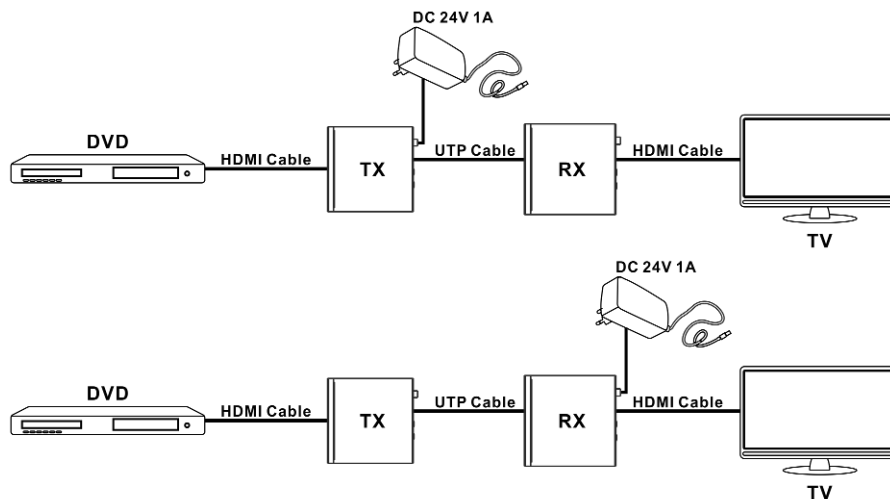 DC 24V 1A
DVD
HDMI Cable
TX
UTP Cable
RX
HDMI Cable
TV
DC 24V 1A
DVD
HDMI Cable
TX
UTP Cable
RX
HDMI Cable
TV